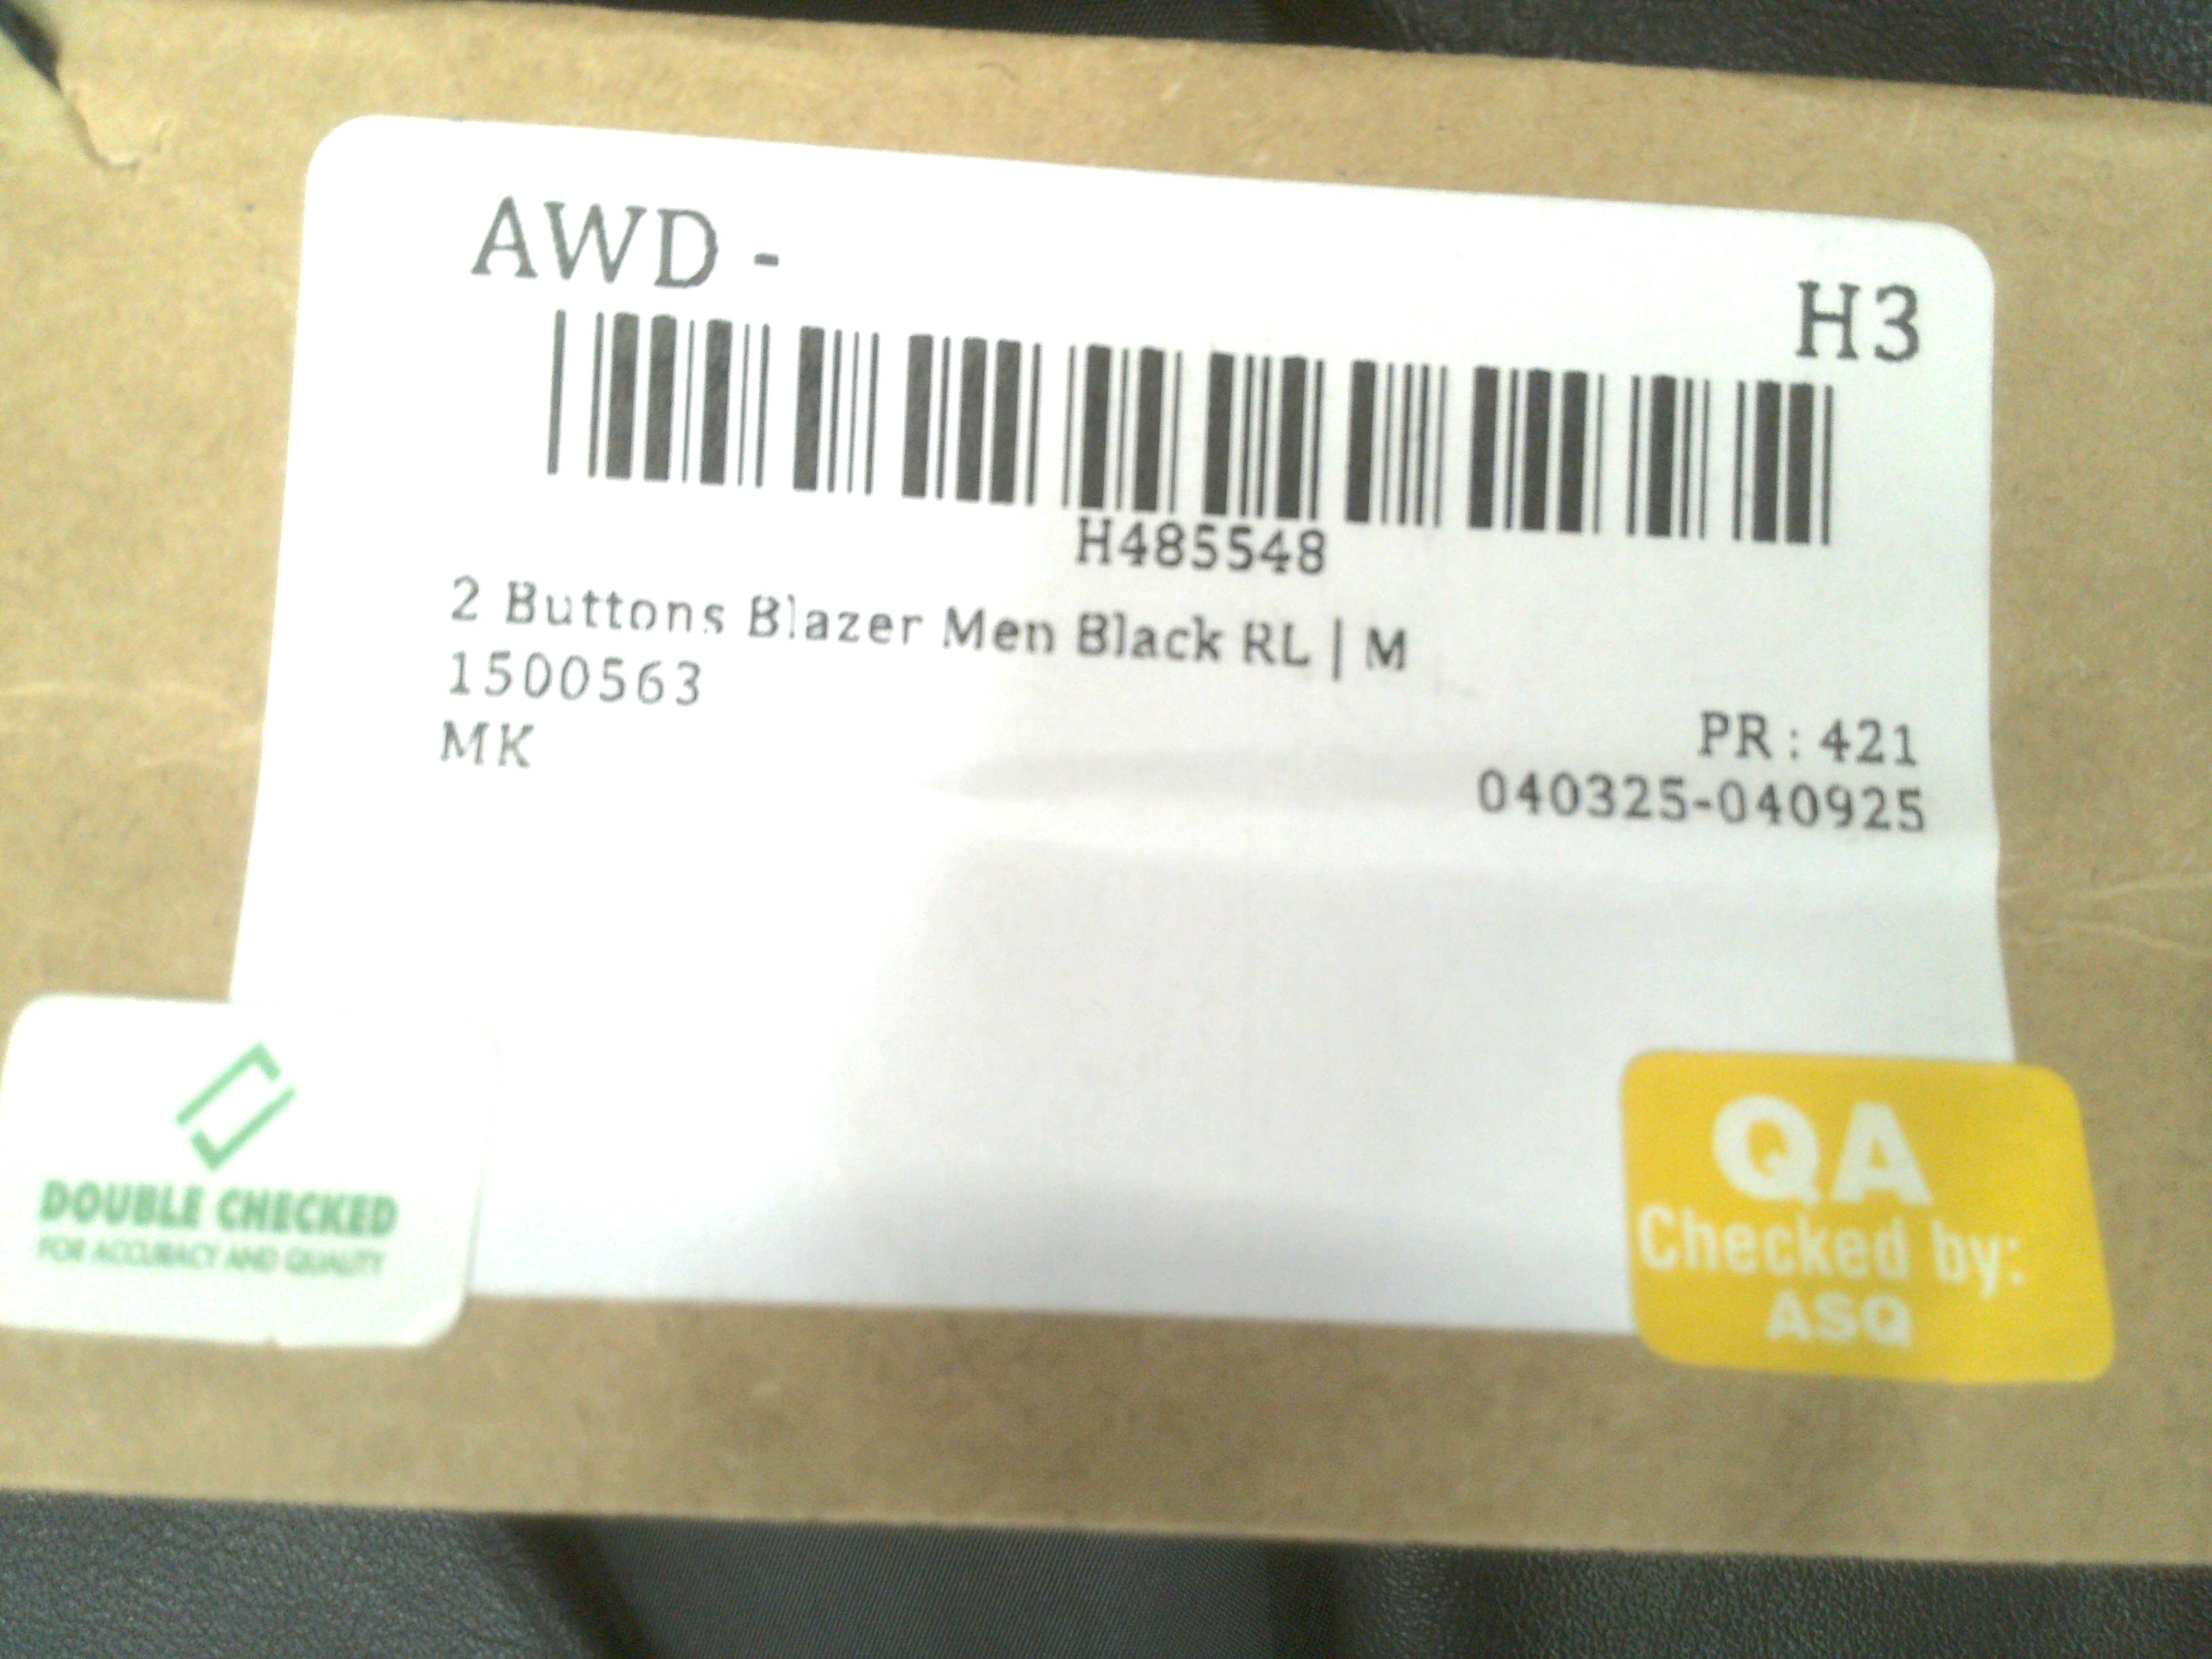 AWD -
H3
H485548
2 Buttons Blazer Men Black RL | M
1500563
MK
PR : 421
040325-040925
DOUBLE CHECKED
FOR ACCURACY AND QUALITY
QA
Checked by:
ASQ